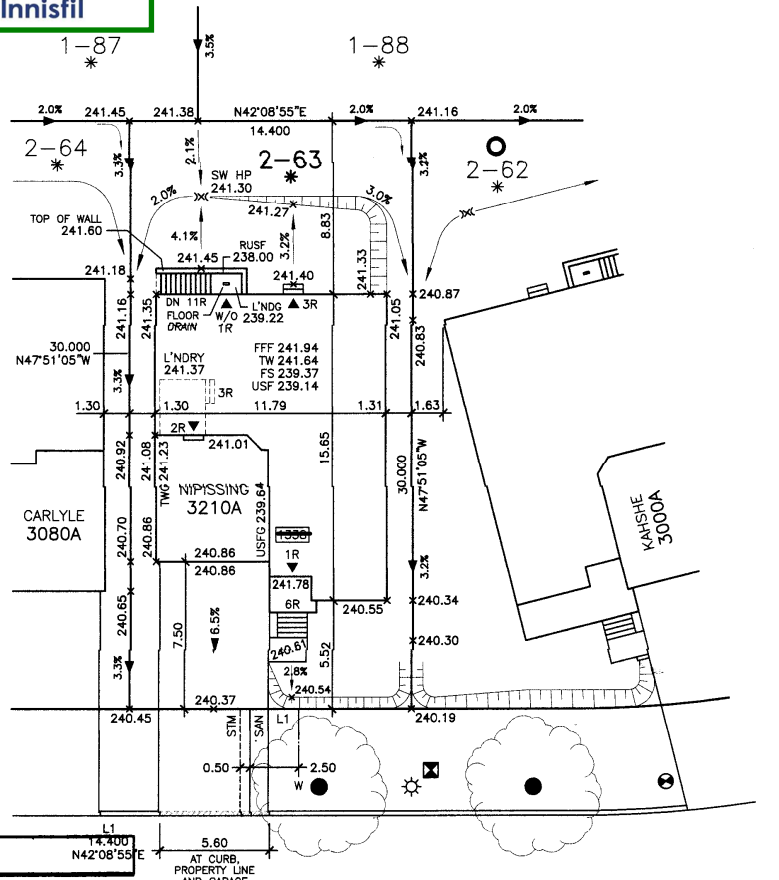 Innisfil
1-87
1-88
3.5%
2.0%
241.45
241.38
N42°08'55"E
2.0%
241.16
2.0%
14.400
2-64
3.3%
2.1%
2-63
3.2%
2-62
SW HP
241.30
2.0%
3.0%
241.27
TOP OF WALL
241.60
4.1%
3.2%
8.83
RUSF
238.00
241.45
241.40
241.33
241.18
240.87
DN 11R
L'NDG
239.22
3R
FLOOR
DRAIN
W/O
1R
241.16
241.35
241.05
240.83
30.000
N47°51'05"W
L'NDRY
241.37
FFF 241.94
TW 241.64
FS 239.37
USF 239.14
3.3%
3R
1.30
1.30
11.79
1.31
1.63
2R
241.01
240.92
241.08
TWG 241.23
15.65
30.000
N47°51'05"W
CARLYLE
3080A
NIPISSING
3210A
USFG 239.64
KAHSHE
3000A
240.70
240.86
1338
1R
240.86
240.86
241.78
3.2%
6R
240.65
240.55
240.34
7.50
6.5%
240.61
5.52
240.30
3.3%
2.8%
240.54
240.37
240.45
240.19
STM
SAN
L1
0.50
2.50
W
L1
14.400
N42°08'55"E
5.60
AT CURB,
PROPERTY LINE
AND GARAGE